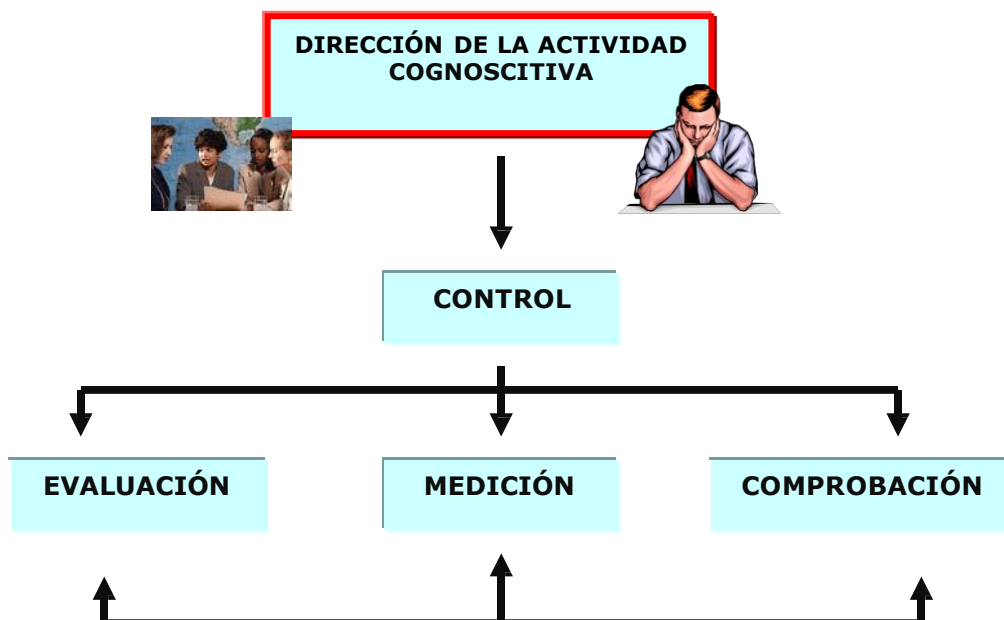 DIRECCIÓN DE LA ACTIVIDAD
COGNOSCITIVA
CONTROL
EVALUACIÓN
MEDICIÓN
COMPROBACIÓN